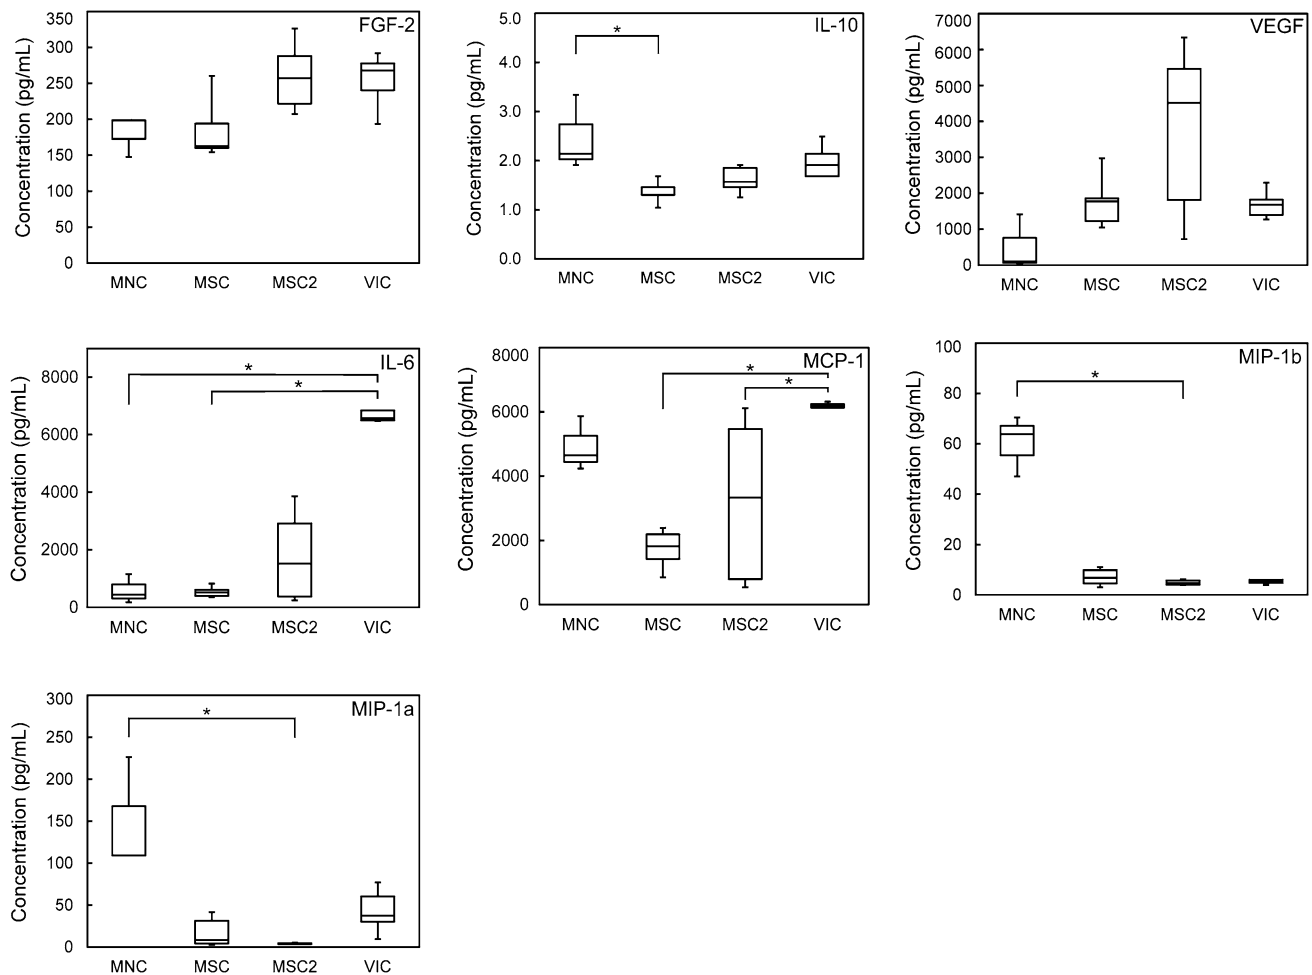 FGF-2
Concentration (pg/mL)
350
300
250
200
150
100
50
0
MNC MSC MSC2 VIC
IL-10
Concentration (pg/mL)
5.0
4.0
3.0
2.0
1.0
0.0
*
MNC MSC MSC2 VIC
VEGF
Concentration (pg/mL)
7000
6000
5000
4000
3000
2000
1000
0
MNC MSC MSC2 VIC
IL-6
Concentration (pg/mL)
8000
6000
4000
2000
0
*
*
MNC MSC MSC2 VIC
MCP-1
Concentration (pg/mL)
8000
6000
4000
2000
0
*
*
MNC MSC MSC2 VIC
MIP-1b
Concentration (pg/mL)
100
80
60
40
20
0
*
MNC MSC MSC2 VIC
MIP-1a
Concentration (pg/mL)
300
250
200
150
100
50
0
*
MNC MSC MSC2 VIC